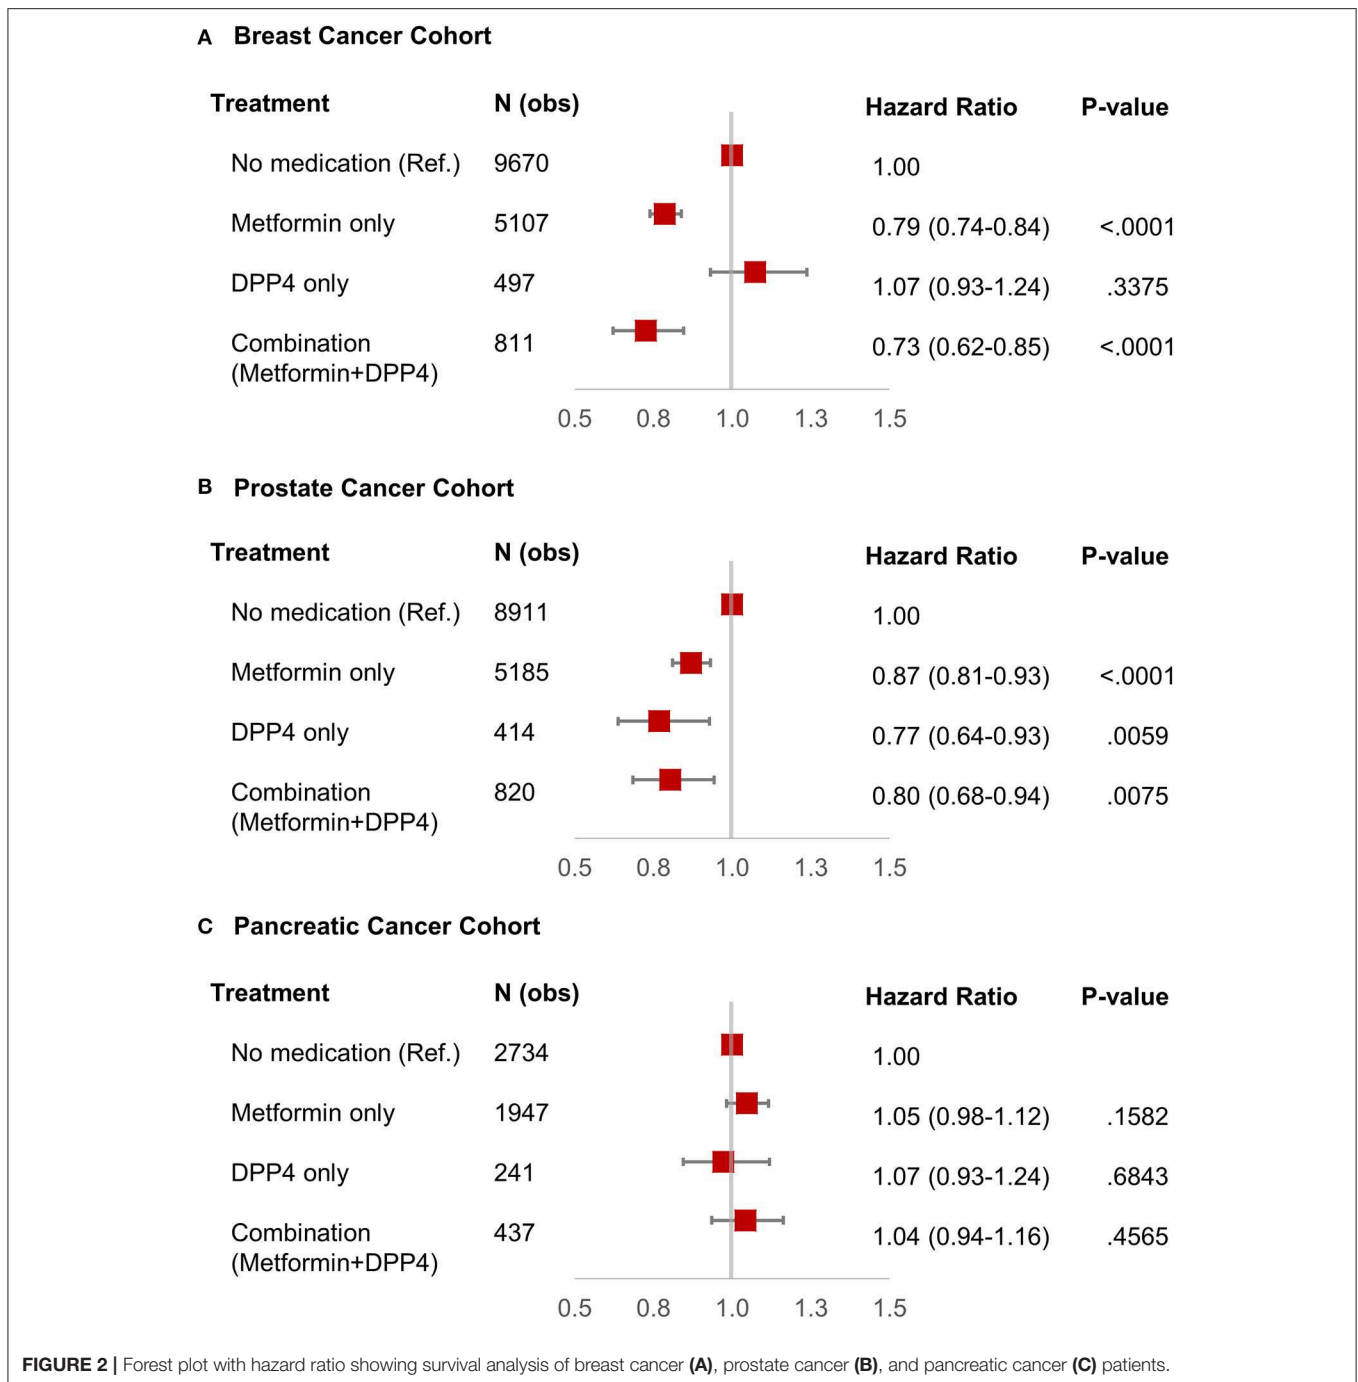 A Breast Cancer Cohort
Treatment N (obs) Hazard Ratio P-value
No medication (Ref.) 9670 1.00
Metformin only 5107 0.79 (0.74-0.84) <.0001
DPP4 only 497 1.07 (0.93-1.24) .3375
Combination 811 0.73 (0.62-0.85) <.0001
(Metformin+DPP4)
0.5 0.8 1.0 1.3 1.5
B Prostate Cancer Cohort
Treatment N (obs) Hazard Ratio P-value
No medication (Ref.) 8911 1.00
Metformin only 5185 0.87 (0.81-0.93) <.0001
DPP4 only 414 0.77 (0.64-0.93) .0059
Combination 820 0.80 (0.68-0.94) .0075
(Metformin+DPP4)
0.5 0.8 1.0 1.3 1.5
C Pancreatic Cancer Cohort
Treatment N (obs) Hazard Ratio P-value
No medication (Ref.) 2734 1.00
Metformin only 1947 1.05 (0.98-1.12) .1582
DPP4 only 241 1.07 (0.93-1.24) .6843
Combination 437 1.04 (0.94-1.16) .4565
(Metformin+DPP4)
0.5 0.8 1.0 1.3 1.5
FIGURE 2 | Forest plot with hazard ratio showing survival analysis of breast cancer (A), prostate cancer (B), and pancreatic cancer (C) patients.